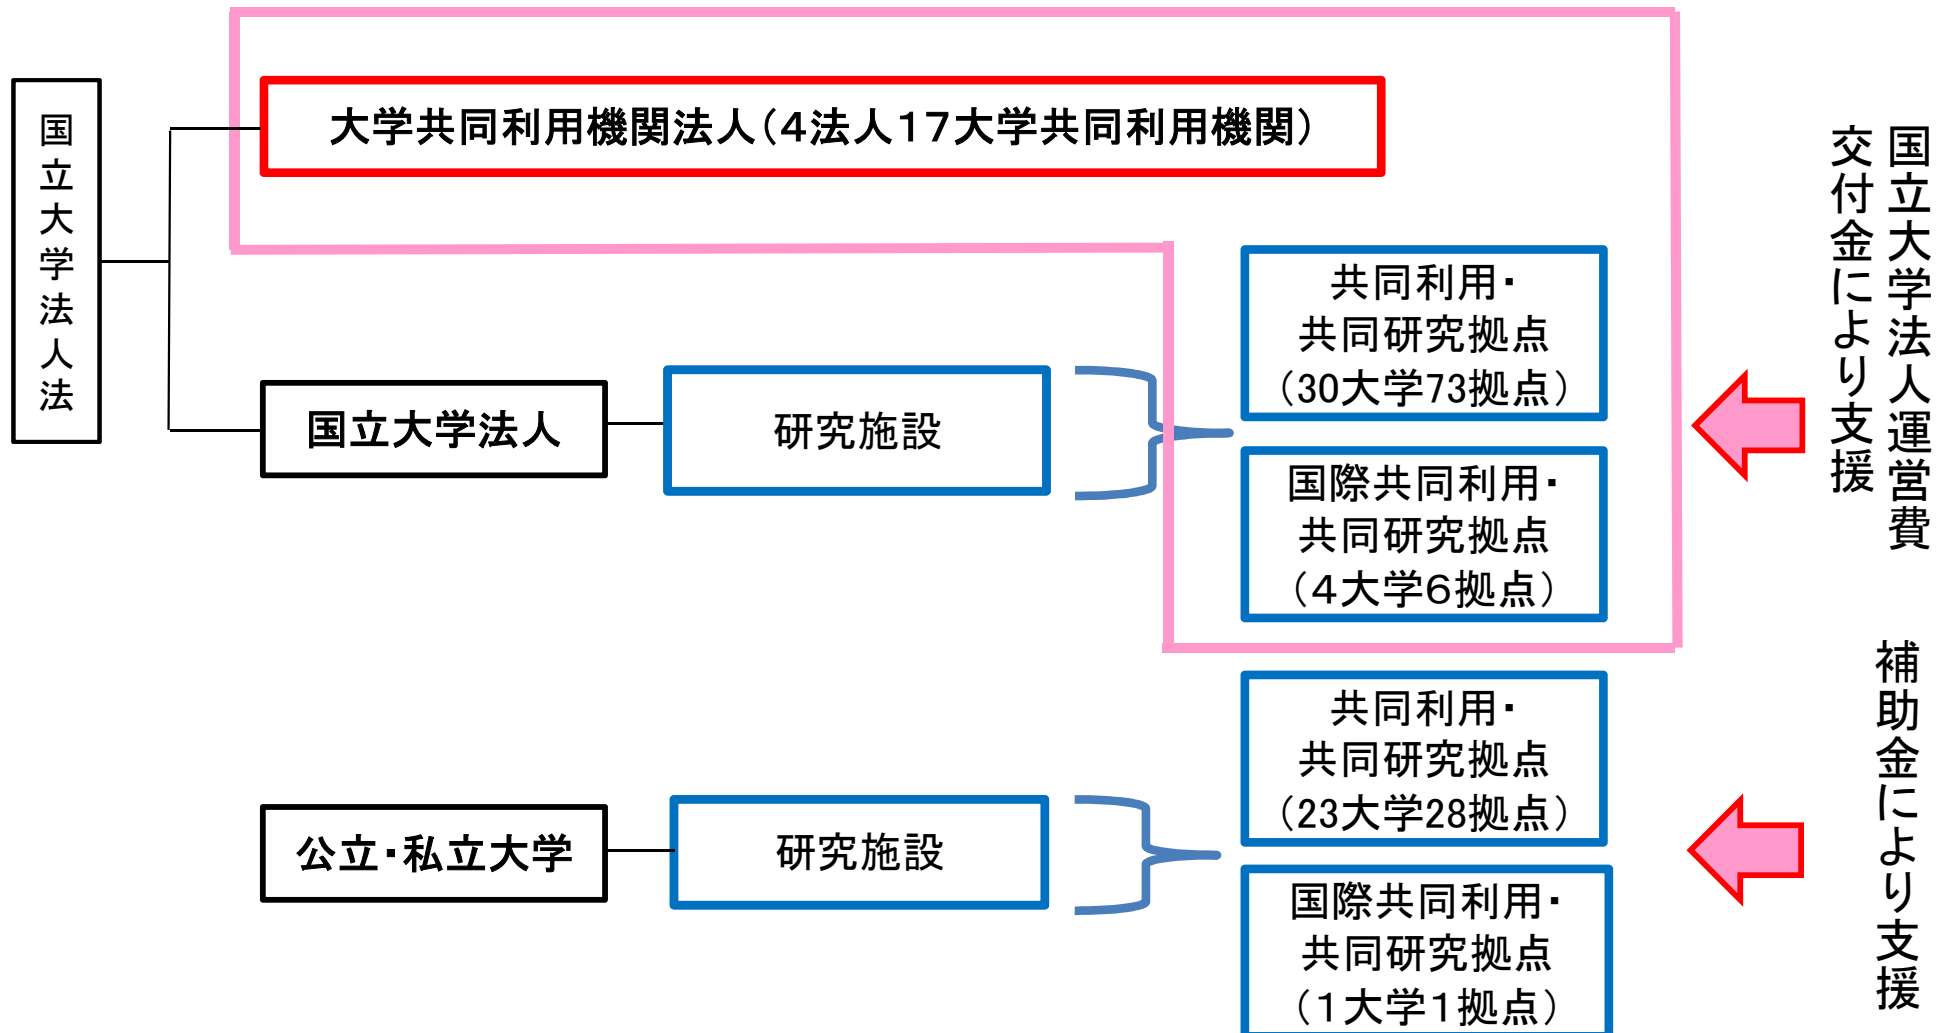 国立大学法人法
大学共同利用機関法人(4法人17大学共同利用機関)
国立大学法人
研究施設
共同利用・
共同研究拠点
(30大学73拠点)
国際共同利用・
共同研究拠点
(4大学6拠点)
国立大学法人運営費
交付金により支援
公立・私立大学
研究施設
共同利用・
共同研究拠点
(23大学28拠点)
国際共同利用・
共同研究拠点
(1大学1拠点)
補助金により支援